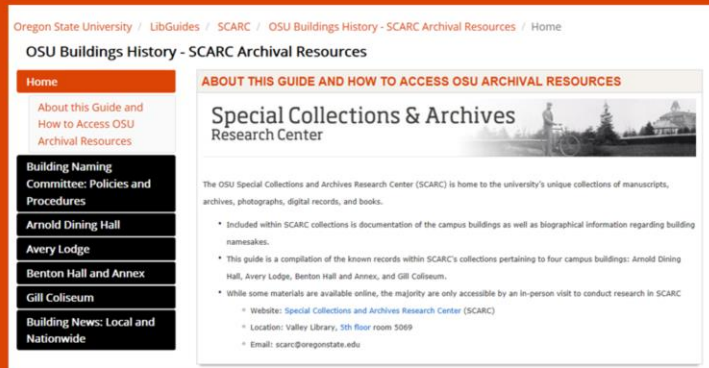 Oregon State University / LibGuides / SCARC / OSU Buildings History - SCARC Archival Resources / Home
OSU Buildings History - SCARC Archival Resources
Home
About this Guide and
How to Access OSU
Archival Resources
Building Naming
Committee: Policies and
Procedures
Arnold Dining Hall
Avery Lodge
Benton Hall and Annex
Gill Coliseum
Building News: Local and
Nationwide
ABOUT THIS GUIDE AND HOW TO ACCESS OSU ARCHIVAL RESOURCES
Special Collections & Archives
Research Center
The OSU Special Collections and Archives Research Center (SCARC) is home to the university's unique collections of manuscripts,
archives, photographs, digital records, and books.
• Included within SCARC collections is documentation of the campus buildings as well as biographical information regarding building
namesakes.
• This guide is a compilation of the known records within SCARC's collections pertaining to four campus buildings: Arnold Dining
Hall, Avery Lodge, Benton Hall and Annex, and Gill Coliseum.
• While some materials are available online, the majority are only accessible by an in-person visit to conduct research in SCARC
° Website: Special Collections and Archives Research Center (SCARC)
° Location: Valley Library, 5th floor room 5069
° Email: scarc@oregonstate.edu